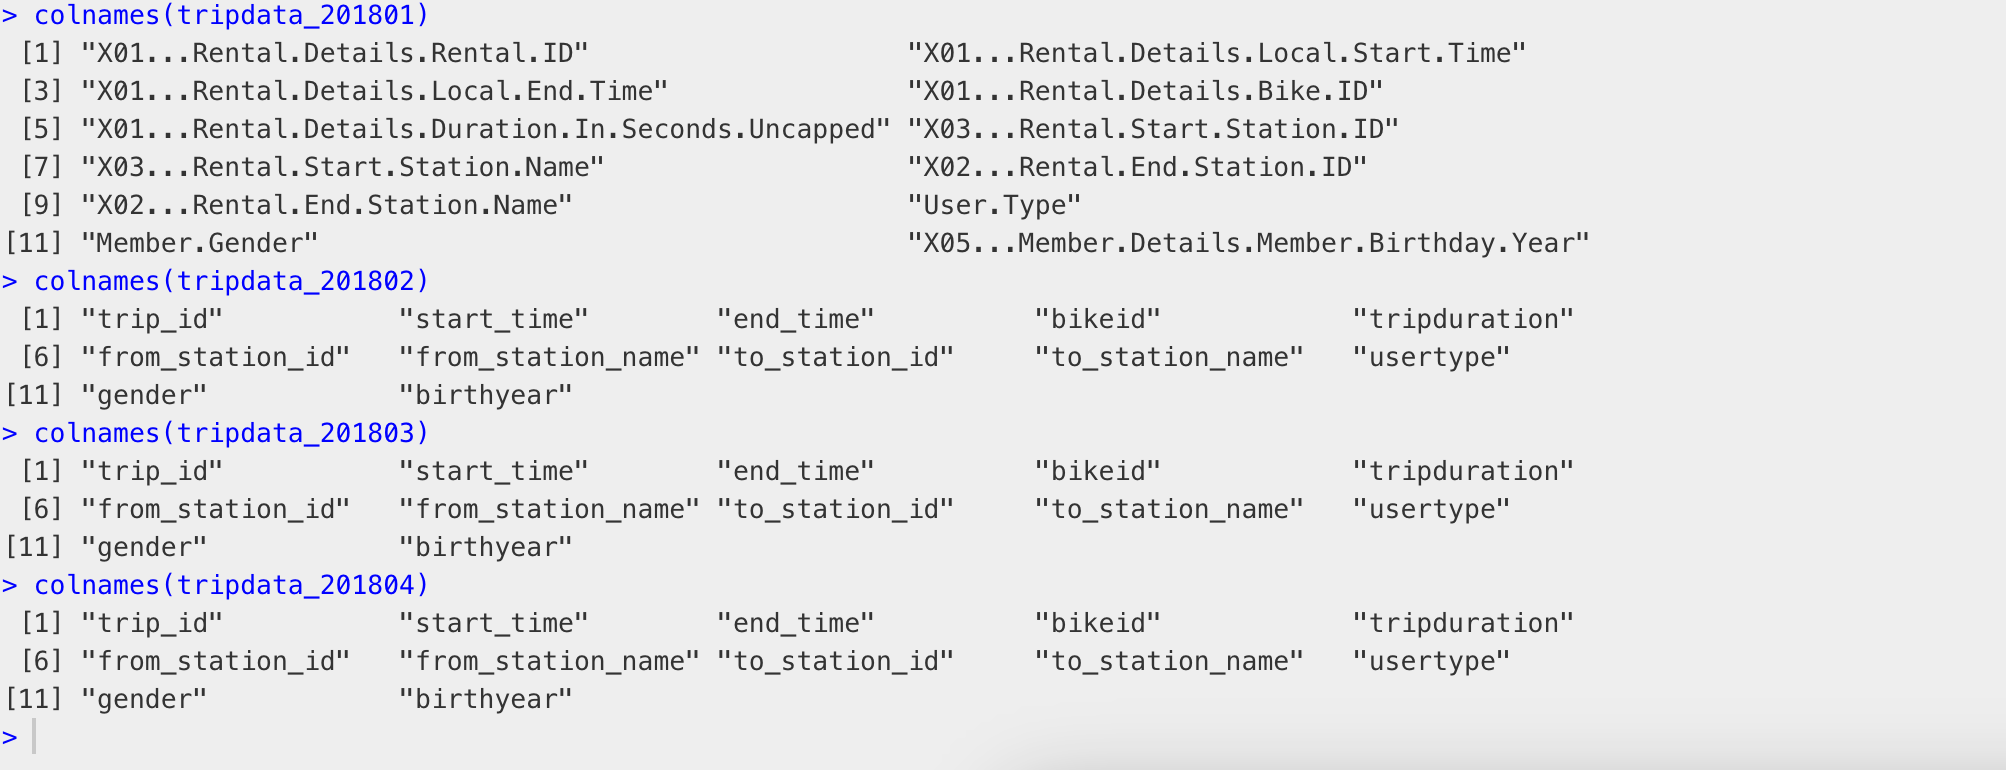 > colnames(tripdata_201801)
 [1] "X01...Rental.Details.Rental.ID"                    "X01...Rental.Details.Local.Start.Time"
 [3] "X01...Rental.Details.Local.End.Time"               "X01...Rental.Details.Bike.ID"
 [5] "X01...Rental.Details.Duration.In.Seconds.Uncapped" "X03...Rental.Start.Station.ID"
 [7] "X03...Rental.Start.Station.Name"                   "X02...Rental.End.Station.ID"
 [9] "X02...Rental.End.Station.Name"                     "User.Type"
[11] "Member.Gender"                                     "X05...Member.Details.Member.Birthday.Year"
> colnames(tripdata_201802)
 [1] "trip_id"           "start_time"        "end_time"          "bikeid"            "tripduration"
 [6] "from_station_id"   "from_station_name" "to_station_id"     "to_station_name"   "usertype"
[11] "gender"            "birthyear"
> colnames(tripdata_201803)
 [1] "trip_id"           "start_time"        "end_time"          "bikeid"            "tripduration"
 [6] "from_station_id"   "from_station_name" "to_station_id"     "to_station_name"   "usertype"
[11] "gender"            "birthyear"
> colnames(tripdata_201804)
 [1] "trip_id"           "start_time"        "end_time"          "bikeid"            "tripduration"
 [6] "from_station_id"   "from_station_name" "to_station_id"     "to_station_name"   "usertype"
[11] "gender"            "birthyear"
>